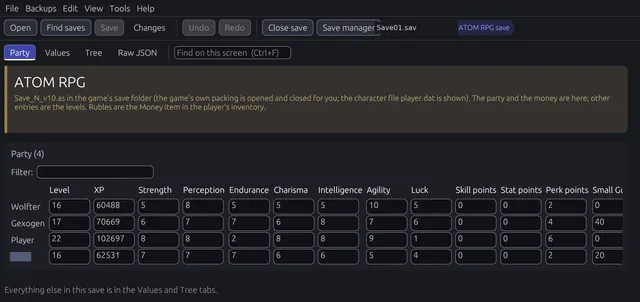 File Backups Edit View Tools Help
Open Find saves Save Changes Undo Redo Close save Save manager Save01.sav ATOM RPG save
Party Values Tree Raw JSON Find on this screen (Ctrl+F)
ATOM RPG
Save_N_v10.as in the game's save folder (the game's own packing is opened and closed for you; the character file player.dat is shown). The party and the money are here; other
entries are the levels. Rubles are the Money item in the player's inventory.
Party (4)
Filter:
Level XP Strength Perception Endurance Charisma Intelligence Agility Luck Skill points Stat points Perk points Small Gu
Wolfter 16 60488 5 8 5 5 5 10 5 0 0 2 0
Gexogen 17 70669 7 7 6 8 7 6 0 0 4 40
Player 22 102697 8 8 2 8 8 9 1 0 0 6 0
16 62531 7 7 7 6 6 5 4 0 0 2 20
Everything else in this save is in the Values and Tree tabs.